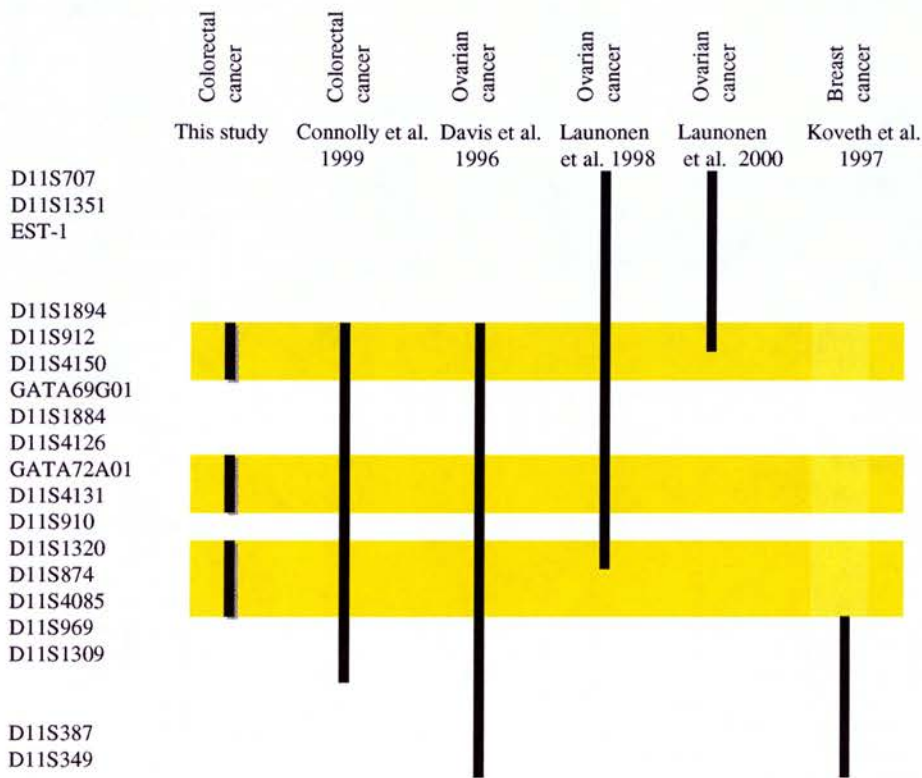 Colorectal
cancer
Colorectal
cancer
Ovarian
cancer
Ovarian
cancer
Ovarian
cancer
Breast
cancer
This study
Connolly et al.
1999
Davis et al.
1996
Launonen
et al. 1998
Launonen
et al. 2000
Koveth et al.
1997
D11S707
D11S1351
EST-1
D11S1894
D11S912
D11S4150
GATA69G01
D11S1884
D11S4126
GATA72A01
D11S4131
D11S910
D11S1320
D11S874
D11S4085
D11S969
D11S1309
D11S387
D11S349